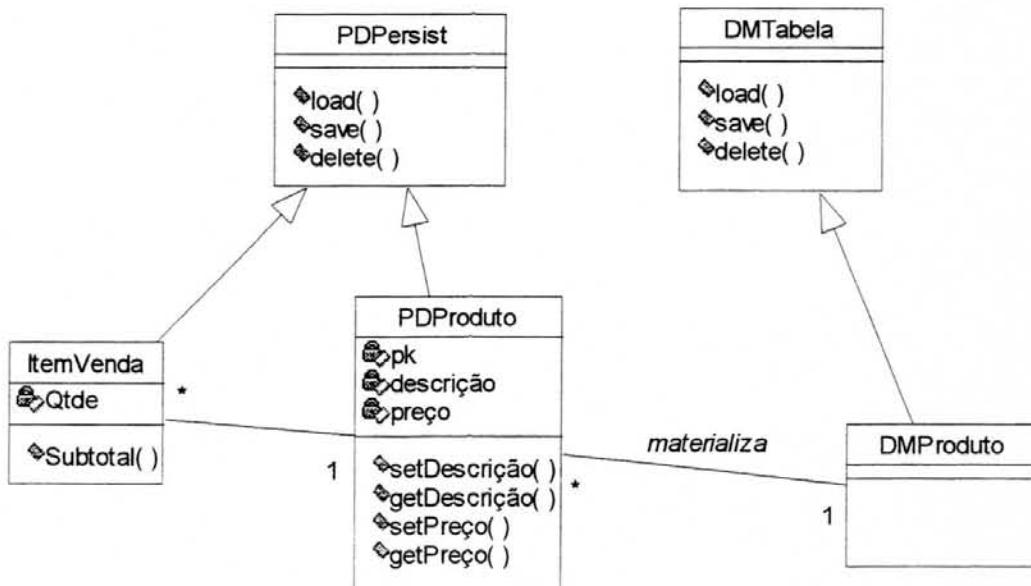 PDPersist
load( )
save( )
delete( )
DMTabela
load( )
save( )
delete( )
ItemVenda
Qtde
Subtotal( )
*
1
PDProduto
pk
descrição
preço
setDescrição( )
getDescrição( )
setPreço( )
getPreço( )
materializa
*
1
DMProduto